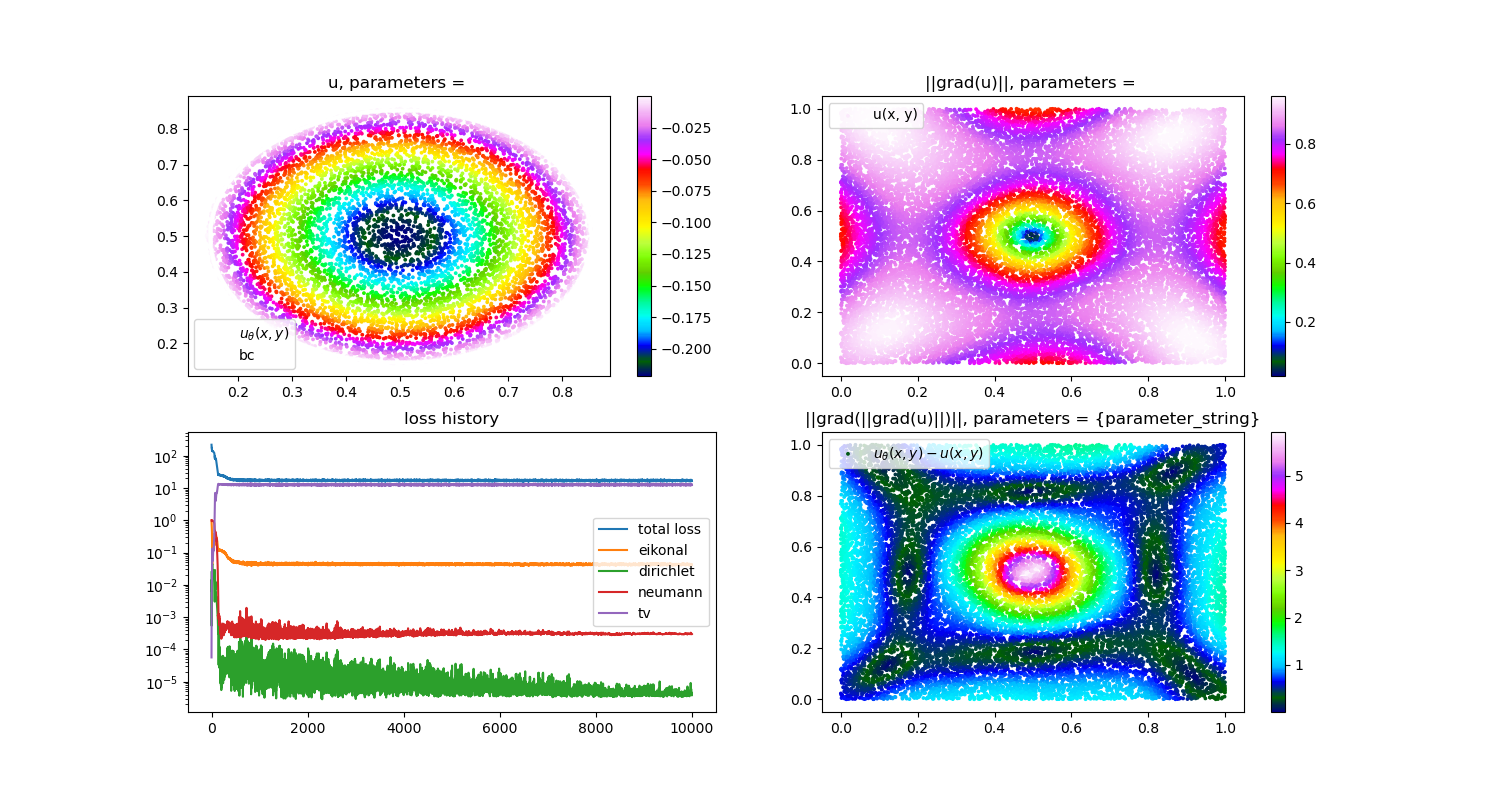 u, parameters =
0.8
0.7
0.6
0.5
0.4
0.3
0.2
0.2 0.3 0.4 0.5 0.6 0.7 0.8
u_θ(x, y)
bc
−0.025
−0.050
−0.075
−0.100
−0.125
−0.150
−0.175
−0.200
||grad(u)||, parameters =
u(x, y)
1.0
0.8
0.6
0.4
0.2
0.0
0.0 0.2 0.4 0.6 0.8 1.0
0.8
0.6
0.4
0.2
loss history
10²
10¹
10⁰
10⁻¹
10⁻²
10⁻³
10⁻⁴
10⁻⁵
0 2000 4000 6000 8000 10000
total loss
eikonal
dirichlet
neumann
tv
||grad(||grad(u)||)||, parameters = {parameter_string}
u_θ(x, y) − u(x, y)
1.0
0.8
0.6
0.4
0.2
0.0
0.0 0.2 0.4 0.6 0.8 1.0
5
4
3
2
1